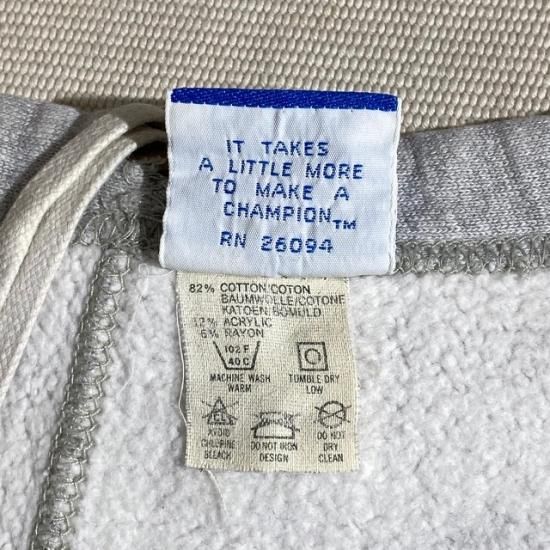 IT TAKES
A LITTLE MORE
TO MAKE A
CHAMPION™
RN 26094
82% COTTON/COTON
BAUMWOLLE/COTONE
KATOEN/BOMULD
12% ACRYLIC
6% RAYON
102 F
40 C
MACHINE WASH
WARM
TUMBLE DRY
LOW
CL
AVOID
CHLORINE
BLEACH
DO NOT IRON
DESIGN
DO NOT
DRY
CLEAN